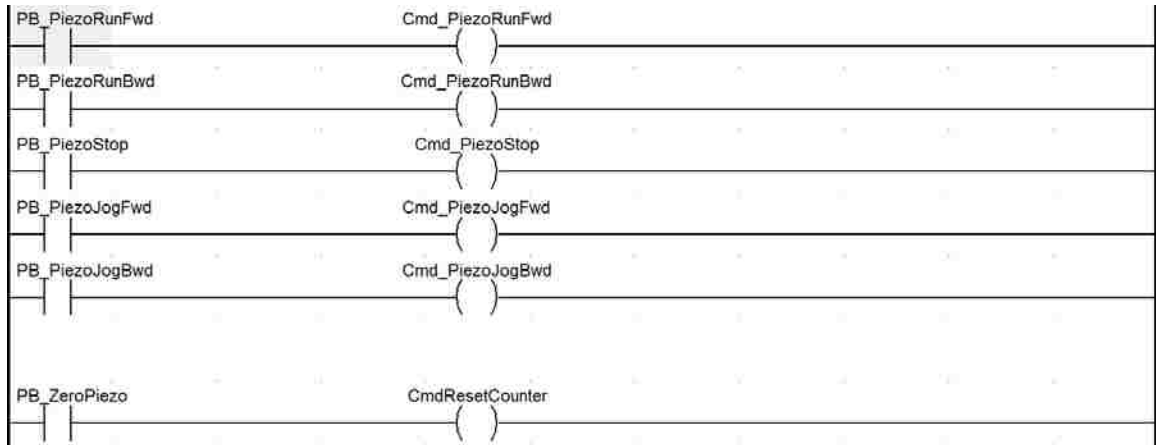 PB_PiezoRunFwd Cmd_PiezoRunFwd
PB_PiezoRunBwd Cmd_PiezoRunBwd
PB_PiezoStop Cmd_PiezoStop
PB_PiezoJogFwd Cmd_PiezoJogFwd
PB_PiezoJogBwd Cmd_PiezoJogBwd
PB_ZeroPiezo CmdResetCounter